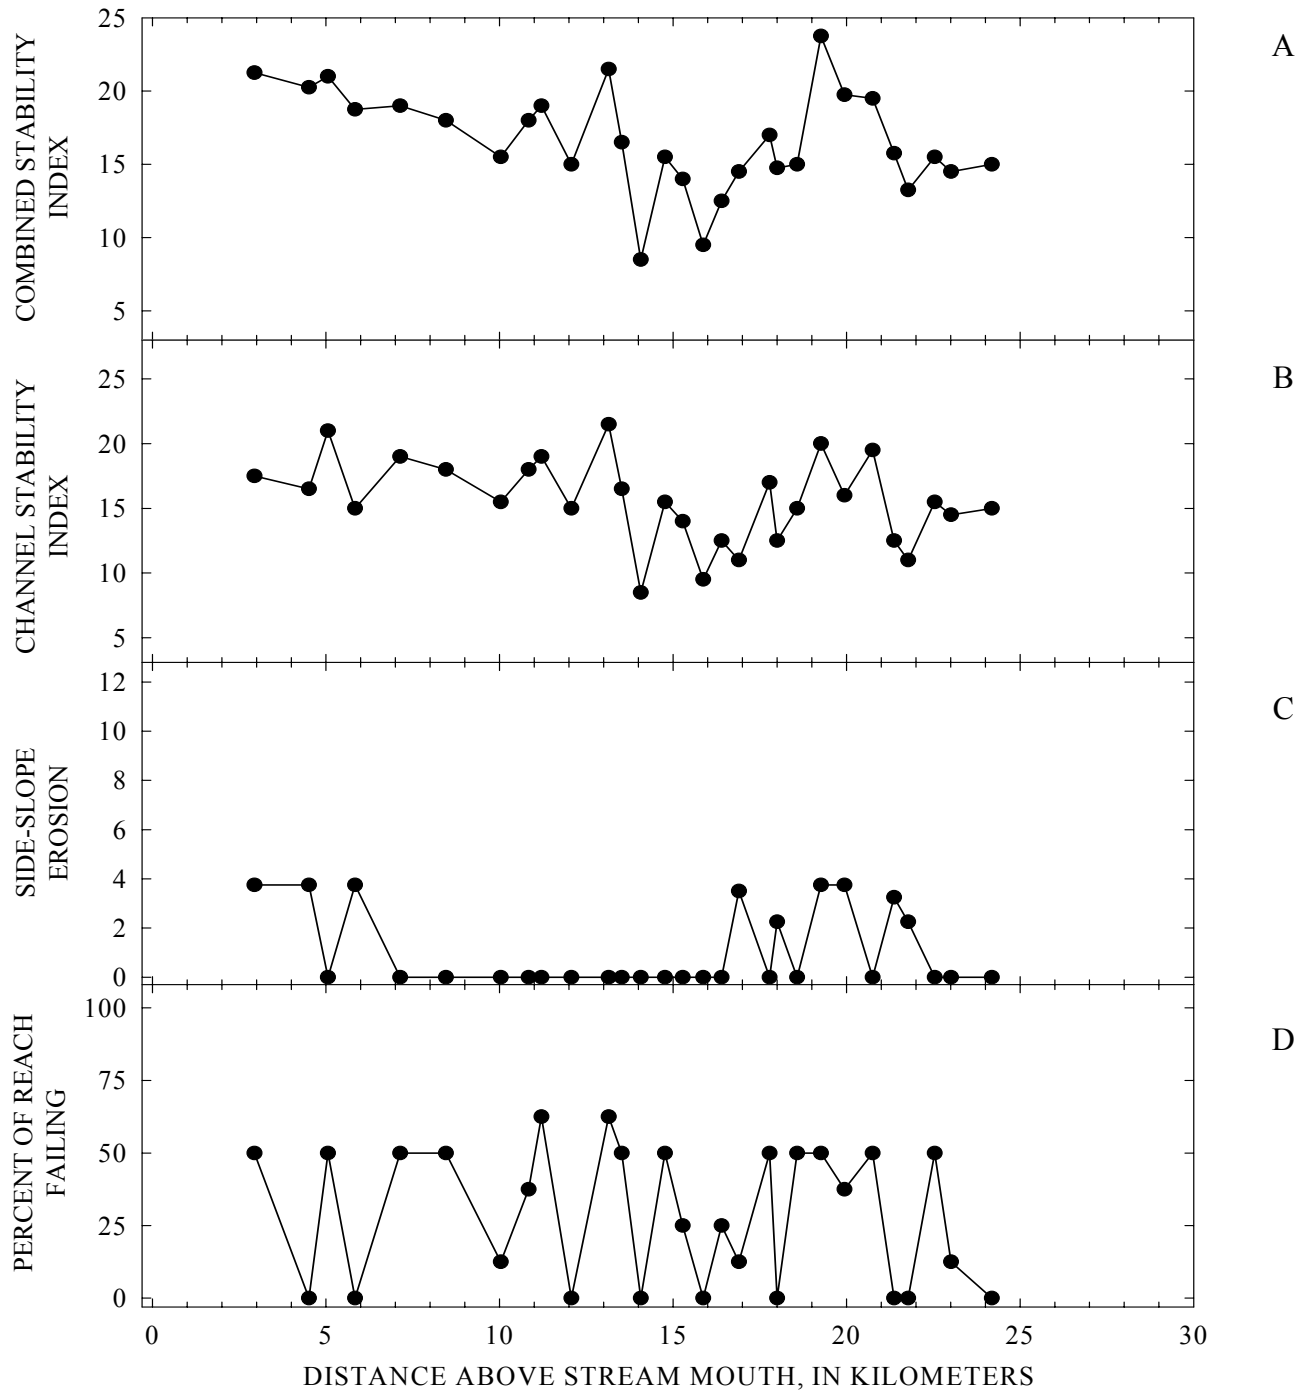 A
COMBINED STABILITY
INDEX
25
20
15
10
5
B
CHANNEL STABILITY
INDEX
25
20
15
10
5
C
SIDE-SLOPE
EROSION
12
10
8
6
4
2
0
D
PERCENT OF REACH
FAILING
100
75
50
25
0
0 5 10 15 20 25 30
DISTANCE ABOVE STREAM MOUTH, IN KILOMETERS